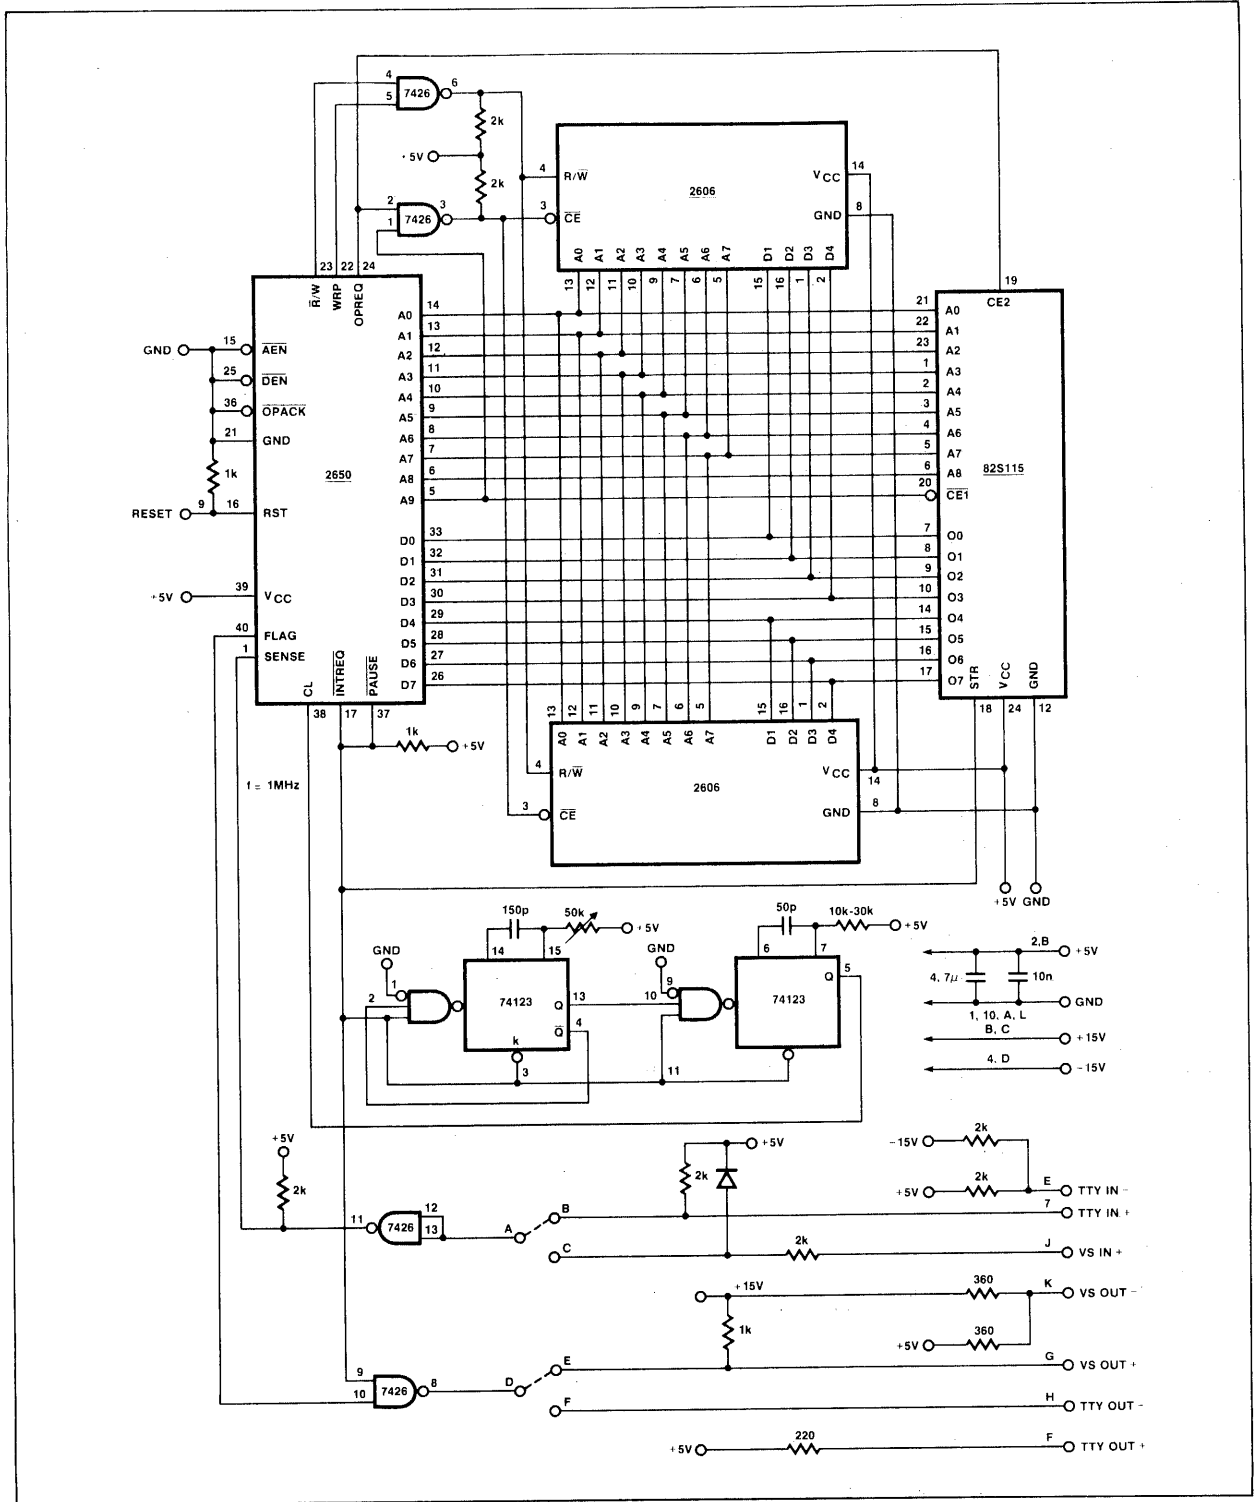 4 7426 6
5
2k
+5V
2k
2 7426 3
1
4 R/W̅ 2606 VCC 14
3 C̅E̅ GND 8
A0 A1 A2 A3 A4 A5 A6 A7 D1 D2 D3 D4
13 12 11 10 9 7 6 5 15 16 1 2
23 22 24
R̅/W WRP OPREQ
19
CE2
GND 15 A̅E̅N̅
25 D̅E̅N̅
36 O̅P̅A̅C̅K̅
21 GND
1k
RESET 9 16 RST
2650
+5V 39 VCC
40 FLAG
1 SENSE
A0 14 21 A0
A1 13 22 A1
A2 12 23 A2
A3 11 1 A3
A4 10 2 A4
A5 9 3 A5
A6 8 4 A6
A7 7 5 A7
A8 6 6 A8
A9 5 20 C̅E̅1̅
82S115
D0 33 7 O0
D1 32 8 O1
D2 31 9 O2
D3 30 10 O3
D4 29 14 O4
D5 28 15 O5
D6 27 16 O6
D7 26 17 O7
CL I̅N̅T̅R̅E̅Q̅ P̅A̅U̅S̅E̅
38 17 37
STR VCC GND
18 24 12
1k +5V
f = 1MHz
13 12 11 10 9 7 6 5 15 16 1 2
A0 A1 A2 A3 A4 A5 A6 A7 D1 D2 D3 D4
4 R/W̅ VCC 14
2606
3 C̅E̅ GND 8
+5V GND
150p 50k +5V
50p 10k-30k +5V
GND 14 15
GND 6 7
1 2 74123 Q 13
Q̅ 4
k
3
9 10 74123 Q 5
11
2,B +5V
4, 7μ 10n
GND
1, 10, A, L
B, C +15V
4, D -15V
+5V
2k
11 7426 12
13
A B C
2k +5V
2k
-15V 2k
+5V 2k E TTY IN -
7 TTY IN +
J VS IN +
+15V 360 K VS OUT -
1k
+5V 360
G VS OUT +
9 7426 8
10
D E F
H TTY OUT -
+5V 220 F TTY OUT +